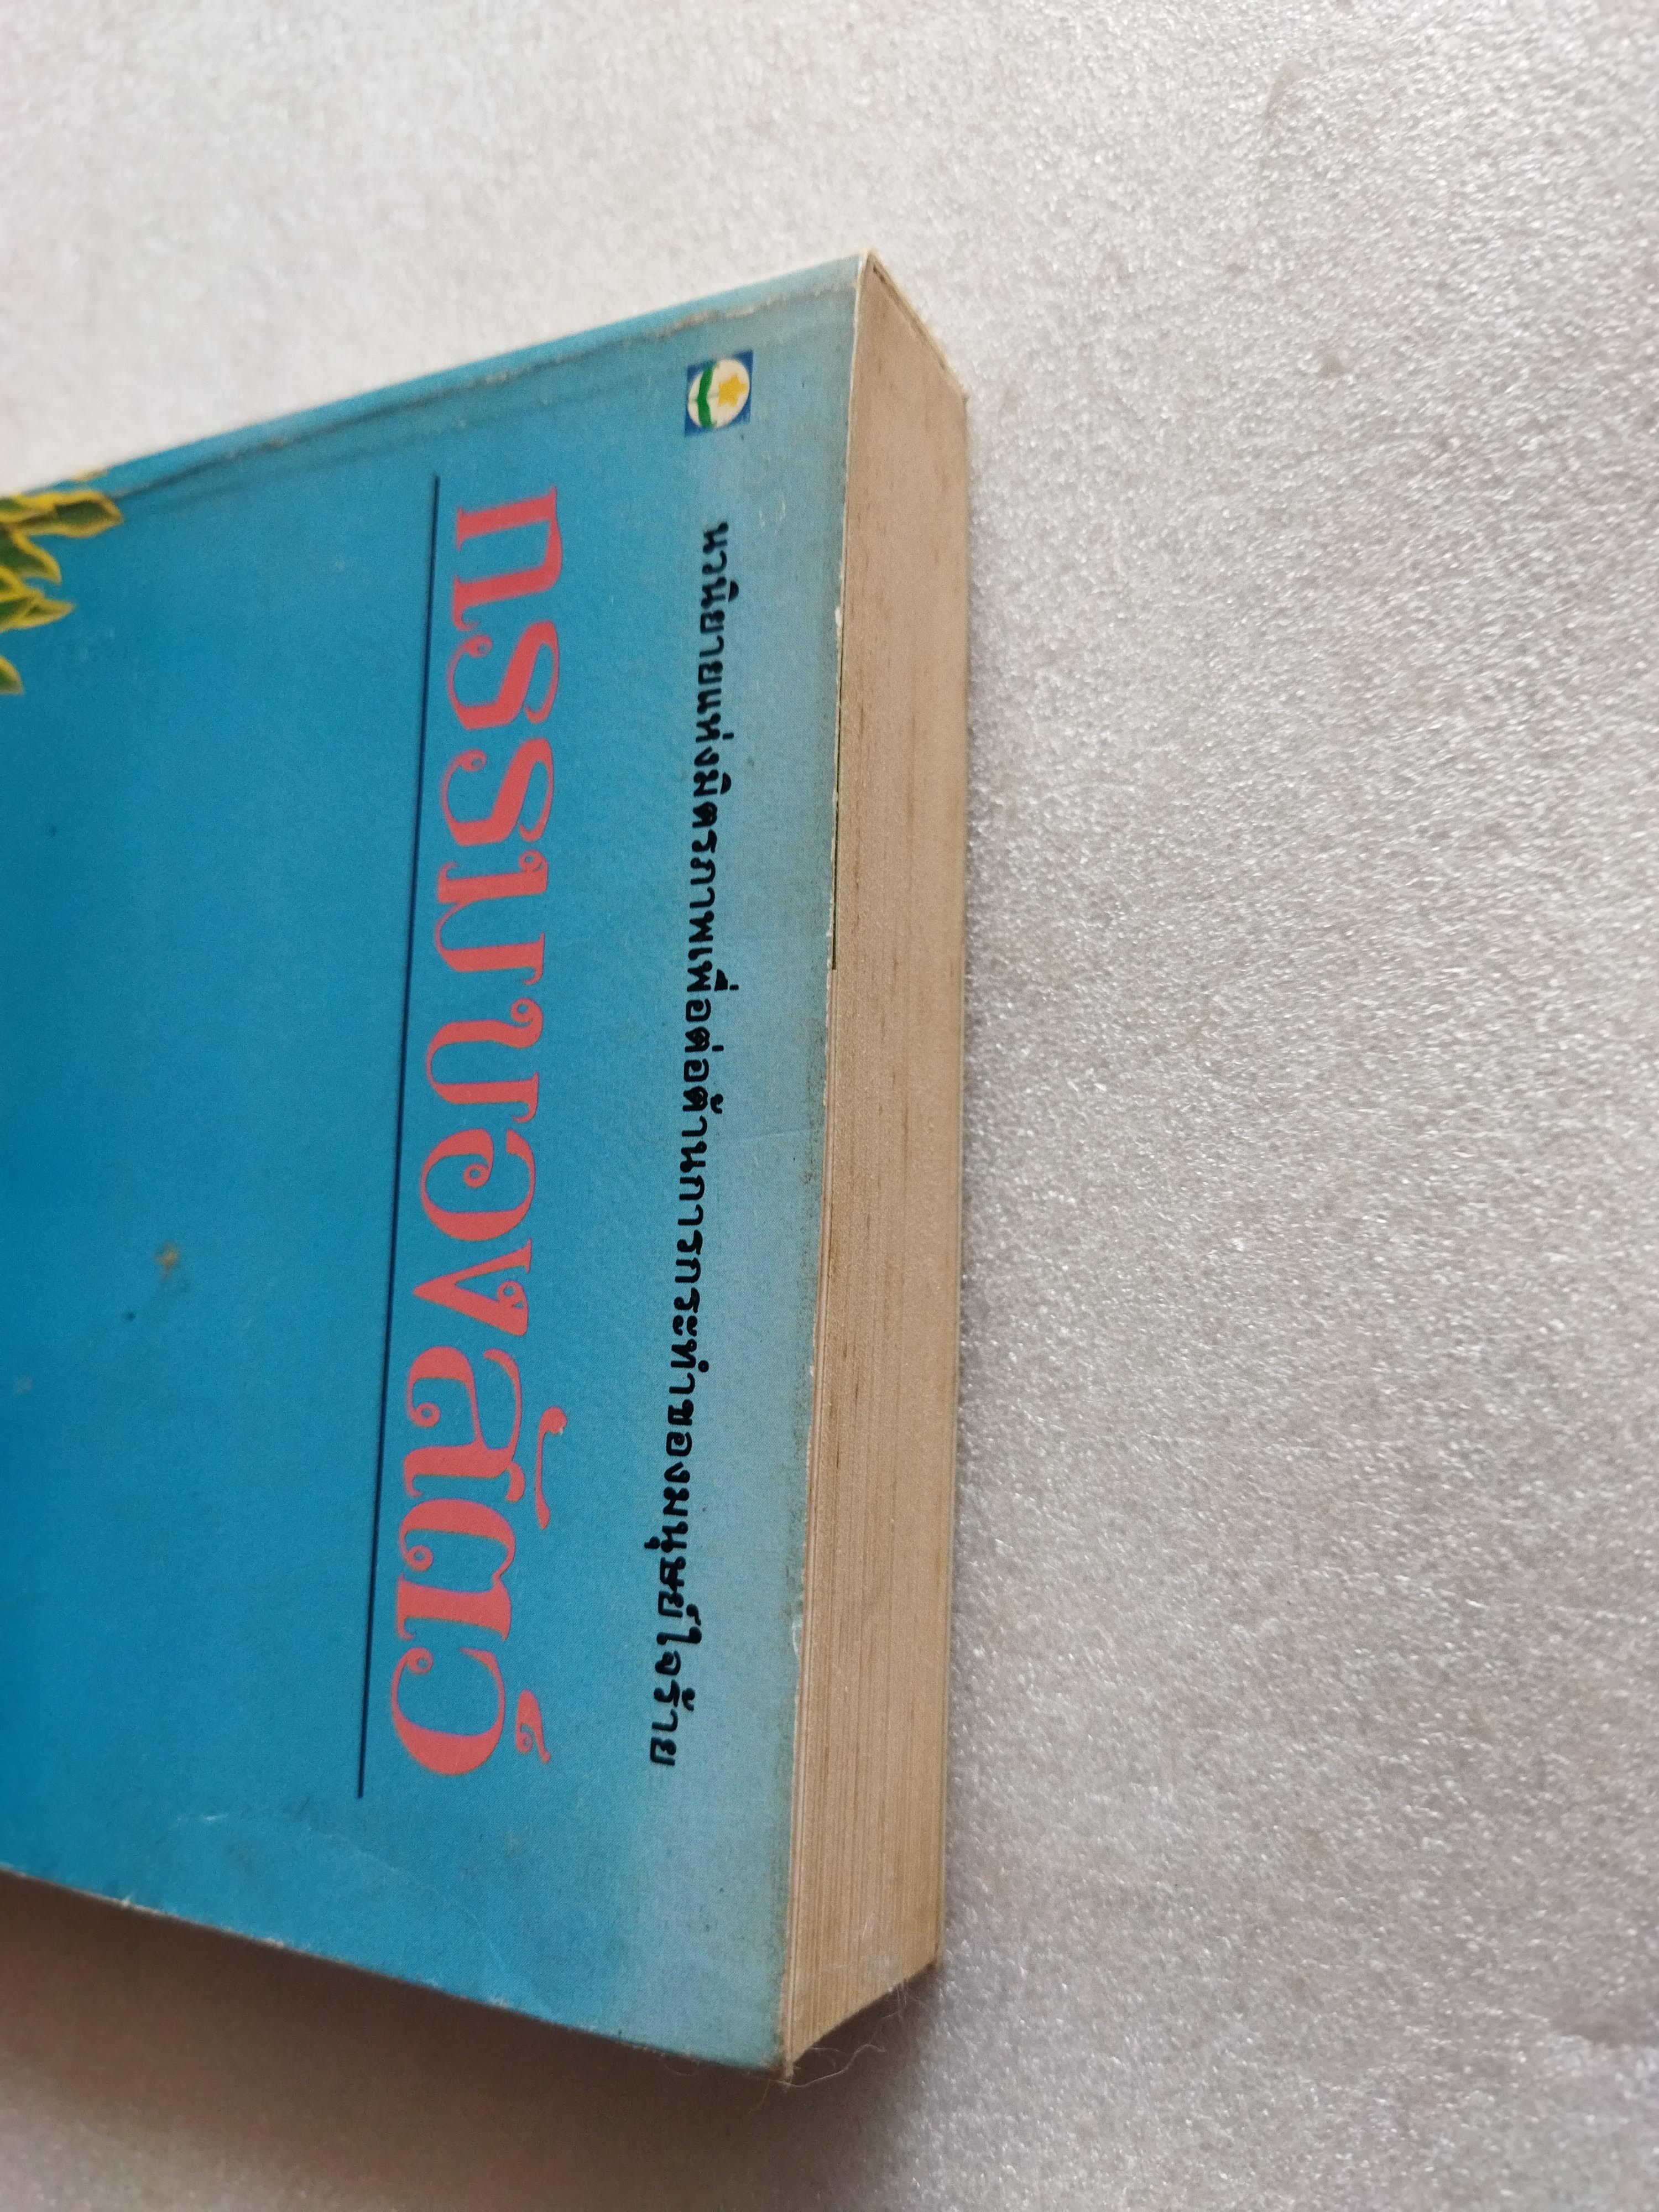 นวนิยายแห่งมิตรภาพเพื่อต่อต้านการกระทำของมนุษย์ใจร้าย
กรรมของสัตว์